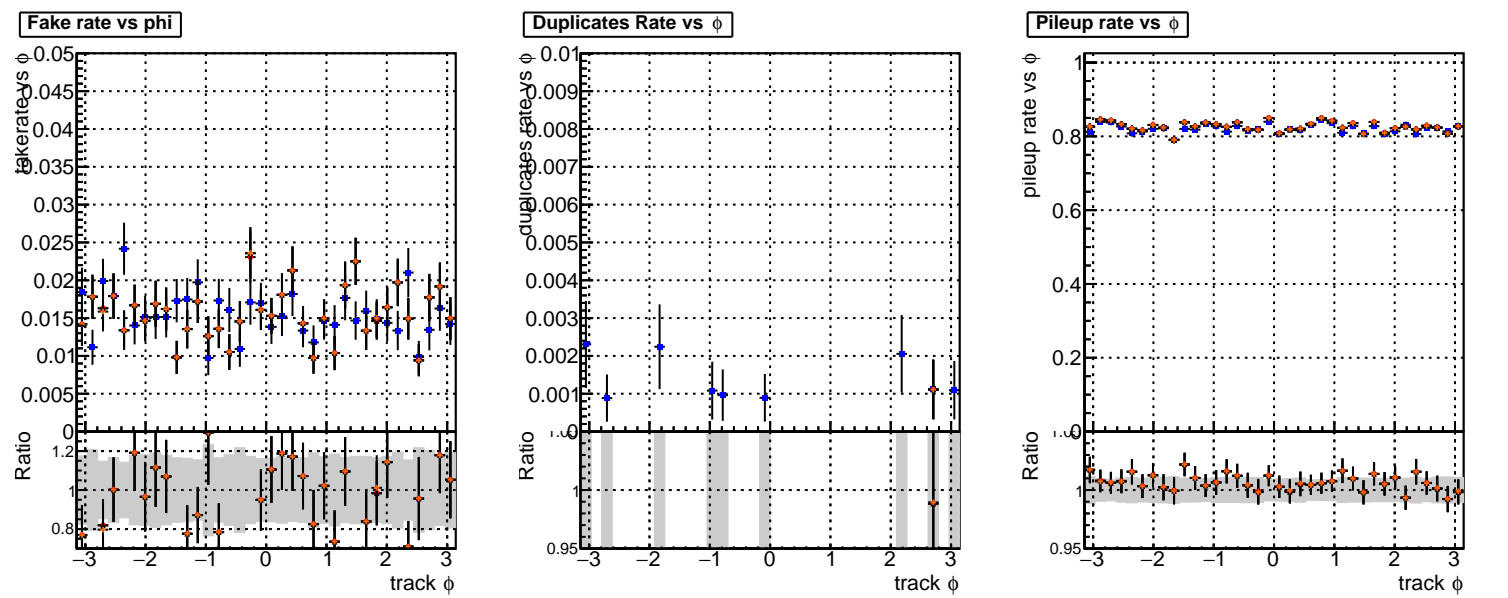 Fake rate vs phi
fakerate vs ϕ
0.05
0.045
0.04
0.035
0.03
0.025
0.02
0.015
0.01
0.005
0
Ratio
1.2
1
0.8
−3 −2 −1 0 1 2 3
track ϕ
Duplicates Rate vs ϕ
duplicates rate vs ϕ
0.01
0.009
0.008
0.007
0.006
0.005
0.004
0.003
0.002
0.001
0
Ratio
1
0.95
−3 −2 −1 0 1 2 3
track ϕ
Pileup rate vs ϕ
pileup rate vs ϕ
1
0.8
0.6
0.4
0.2
0
Ratio
1
0.95
−3 −2 −1 0 1 2 3
track ϕ